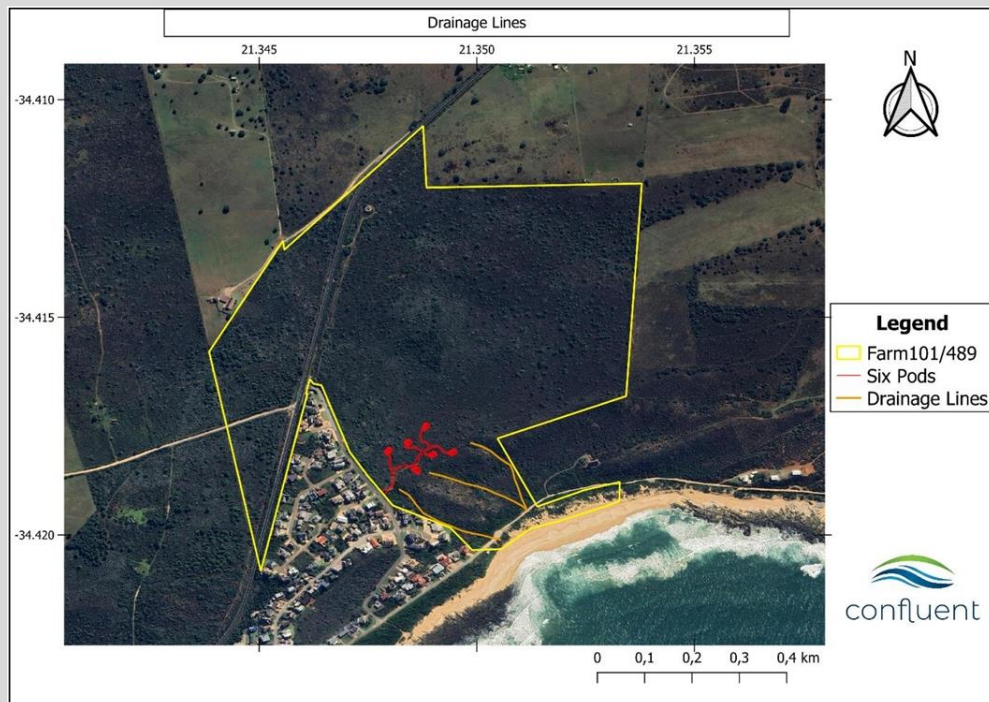 Drainage Lines
21.345
21.350
21.355
N
-34.410
-34.415
-34.420
Legend
Farm101/489
Six Pods
Drainage Lines
confluent
0 0,1 0,2 0,3 0,4 km